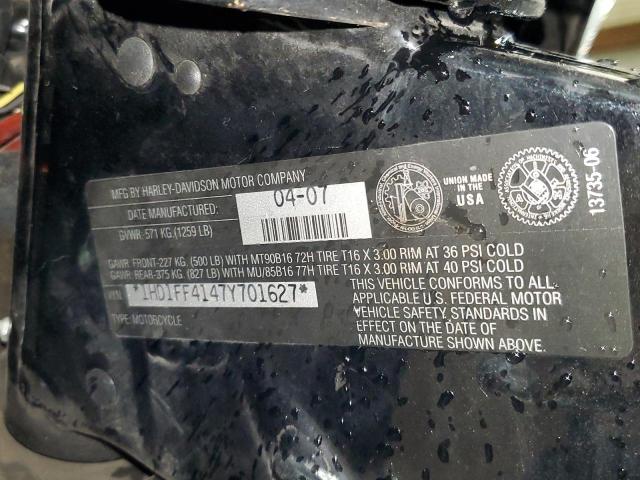 MFG BY HARLEY-DAVIDSON MOTOR COMPANY
DATE MANUFACTURED: 04-07
GVWR: 571 KG. (1259 LB)
GAWR: FRONT-227 KG. (500 LB) WITH MT90B16 72H TIRE T16 X 3.00 RIM AT 36 PSI COLD
GAWR: REAR-375 KG. (827 LB) WITH MU/85B16 77H TIRE T16 X 3.00 RIM AT 40 PSI COLD
VIN: *1HD1FF4147Y701627*
TYPE: MOTORCYCLE
THIS VEHICLE CONFORMS TO ALL
APPLICABLE U.S. FEDERAL MOTOR
VEHICLE SAFETY STANDARDS IN
EFFECT ON THE DATE OF
MANUFACTURE SHOWN ABOVE.
UNION MADE
IN THE
USA
13735-06